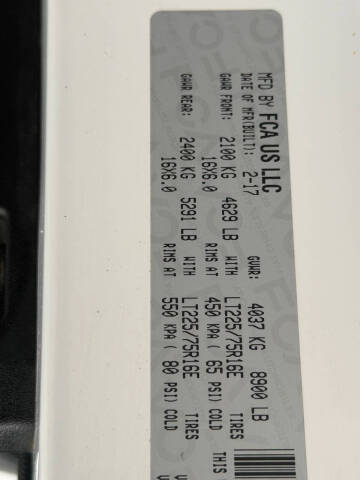 MFD BY FCA US LLC
DATE OF MFR(BUILT): 2-17 GVWR: 4037 KG 8900 LB
GAWR FRONT: 2100 KG 4629 LB WITH LT225/75R16E TIRES THIS
16X6.0 RIMS AT 450 KPA ( 65 PSI) COLD
GAWR REAR: 2400 KG 5291 LB WITH LT225/75R16E TIRES
16X6.0 RIMS AT 550 KPA ( 80 PSI) COLD